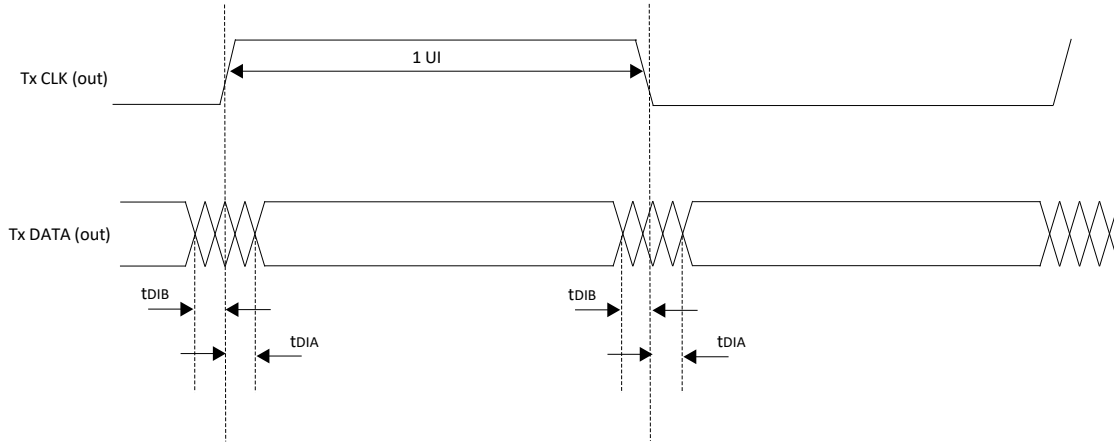 1 UI
Tx CLK (out)
Tx DATA (out)
tDIB
tDIB
tDIA
tDIA